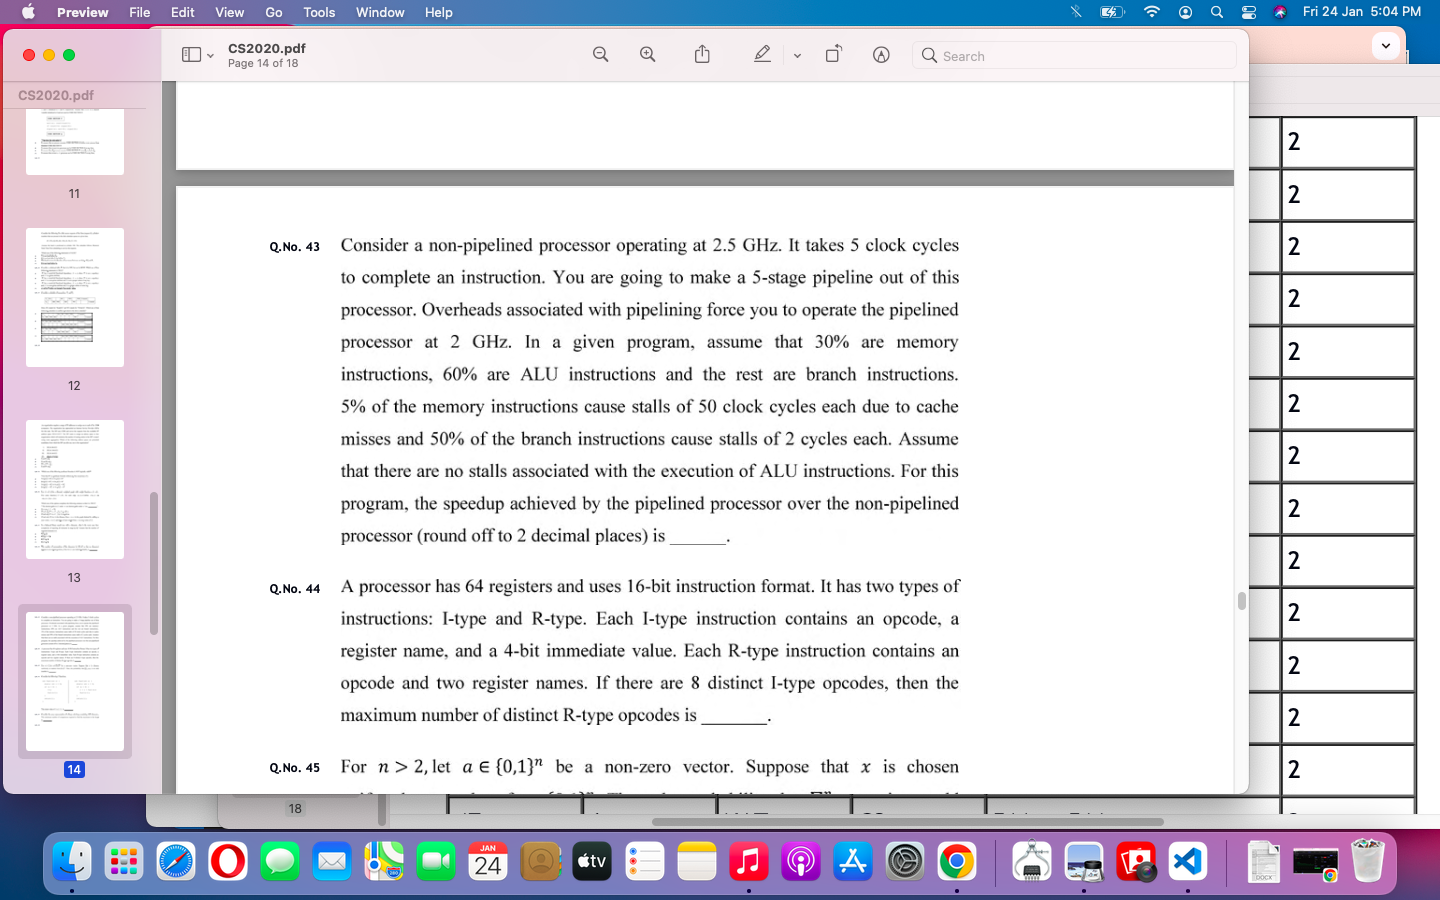 Preview File Edit View Go Tools Window Help
Fri 24 Jan 5:04 PM
CS2020.pdf
Page 14 of 18
Search
CS2020.pdf
11
12
13
14
Q.No. 43 Consider a non-pipelined processor operating at 2.5 GHz. It takes 5 clock cycles
complete an instruction. You are going to make a 5-stage pipeline out of this
processor. Overheads associated with pipelining force you to operate the pipelined
processor at 2 GHz. In a given program, assume that 30% are memory
instructions, 60% are ALU instructions and the rest are branch instructions.
5% of the memory instructions cause stalls of 50 clock cycles each due to cache
misses and 50% of the branch instructions cause stalls of 2 cycles each. Assume
that there are no stalls associated with the execution of ALU instructions. For this
program, the speedup achieved by the pipelined processor over the non-pipelined
processor (round off to 2 decimal places) is ______.
Q.No. 44 A processor has 64 registers and uses 16-bit instruction format. It has two types of
instructions: I-type and R-type. Each I-type instruction contains an opcode, a
register name, and a 4-bit immediate value. Each R-type instruction contains an
opcode and two register names. If there are 8 distinct I-type opcodes, then the
maximum number of distinct R-type opcodes is _______.
Q.No. 45 For n > 2, let a ∈ {0,1}ⁿ be a non-zero vector. Suppose that x is chosen
2
2
2
2
2
2
2
2
2
2
2
2
2
18
JAN
24
tv
DOCX